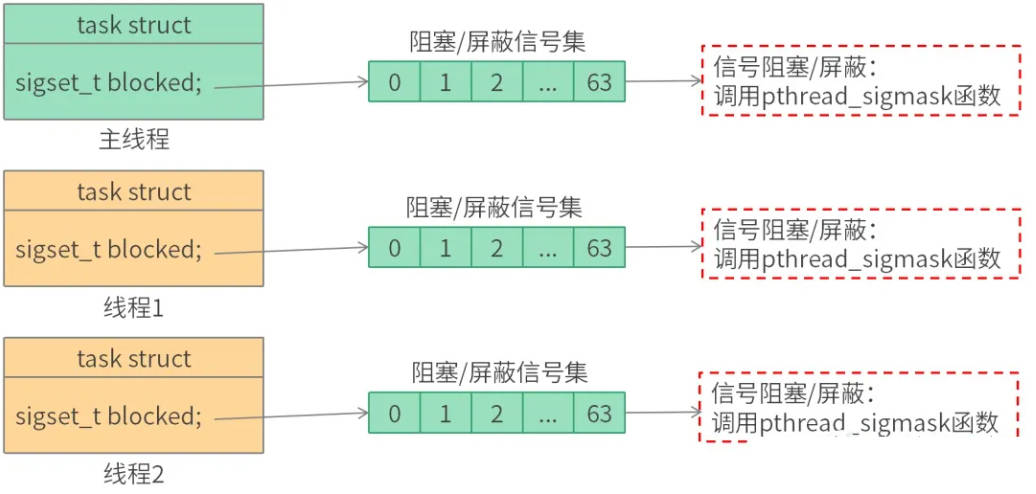 task struct
sigset_t blocked;
主线程
阻塞/屏蔽信号集
0 1 2 ... 63
信号阻塞/屏蔽：
调用pthread_sigmask函数
task struct
sigset_t blocked;
线程1
阻塞/屏蔽信号集
0 1 2 ... 63
信号阻塞/屏蔽：
调用pthread_sigmask函数
task struct
sigset_t blocked;
线程2
阻塞/屏蔽信号集
0 1 2 ... 63
信号阻塞/屏蔽：
调用pthread_sigmask函数